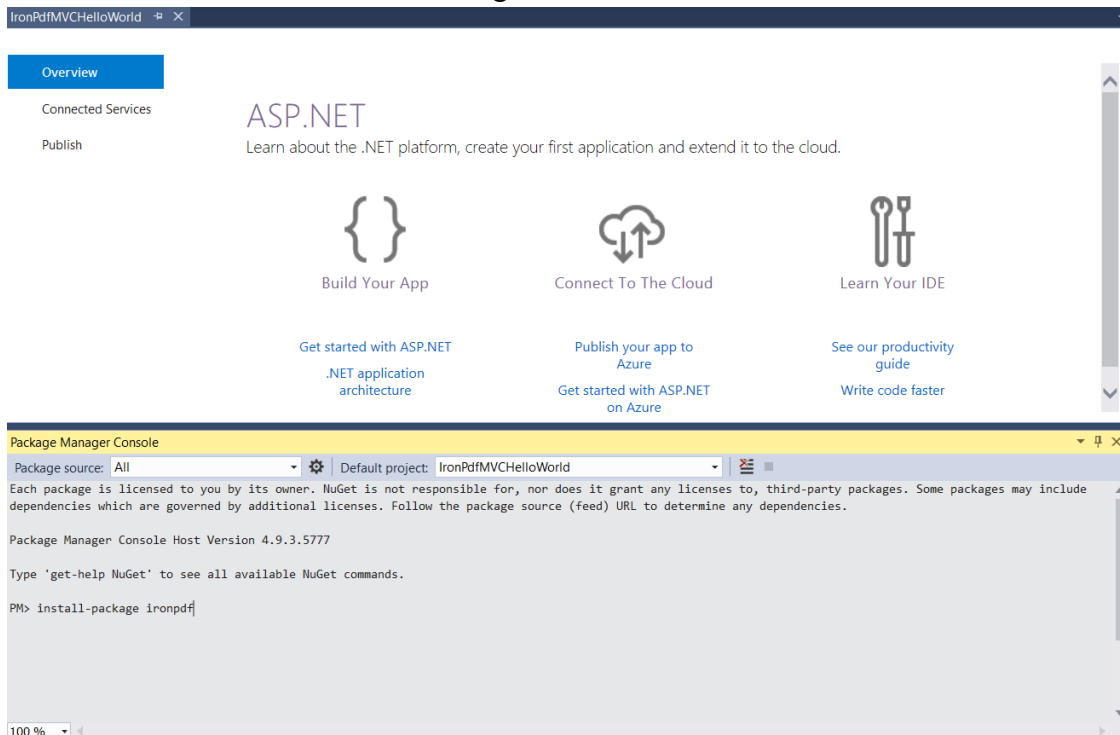 IronPdfMVCHelloWorld
Overview
Connected Services
Publish
ASP.NET
Learn about the .NET platform, create your first application and extend it to the cloud.
Build Your App
Connect To The Cloud
Learn Your IDE
Get started with ASP.NET
.NET application
architecture
Publish your app to
Azure
Get started with ASP.NET
on Azure
See our productivity
guide
Write code faster
Package Manager Console
Package source: All
Default project: IronPdfMVCHelloWorld
Each package is licensed to you by its owner. NuGet is not responsible for, nor does it grant any licenses to, third-party packages. Some packages may include
dependencies which are governed by additional licenses. Follow the package source (feed) URL to determine any dependencies.
Package Manager Console Host Version 4.9.3.5777
Type 'get-help NuGet' to see all available NuGet commands.
PM> install-package ironpdf
100 %